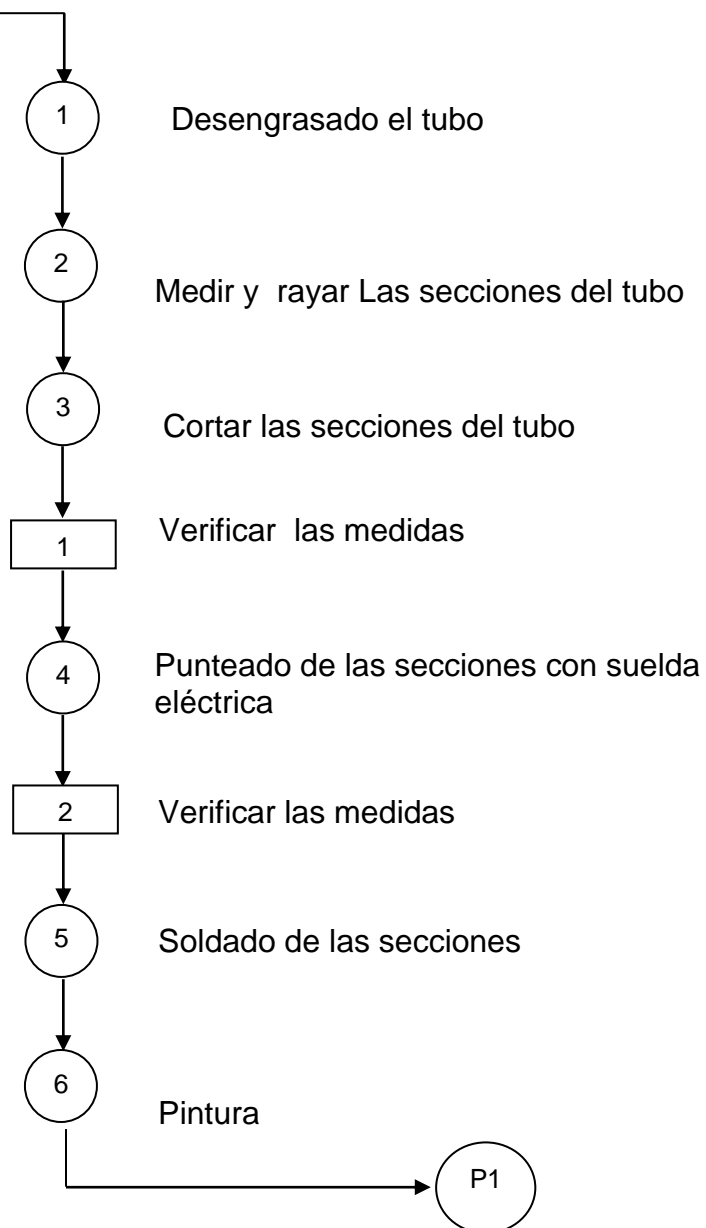 1 Desengrasado el tubo
2 Medir y  rayar Las secciones del tubo
3 Cortar las secciones del tubo
1 Verificar  las medidas
4 Punteado de las secciones con suelda
eléctrica
2 Verificar las medidas
5 Soldado de las secciones
6 Pintura
P1